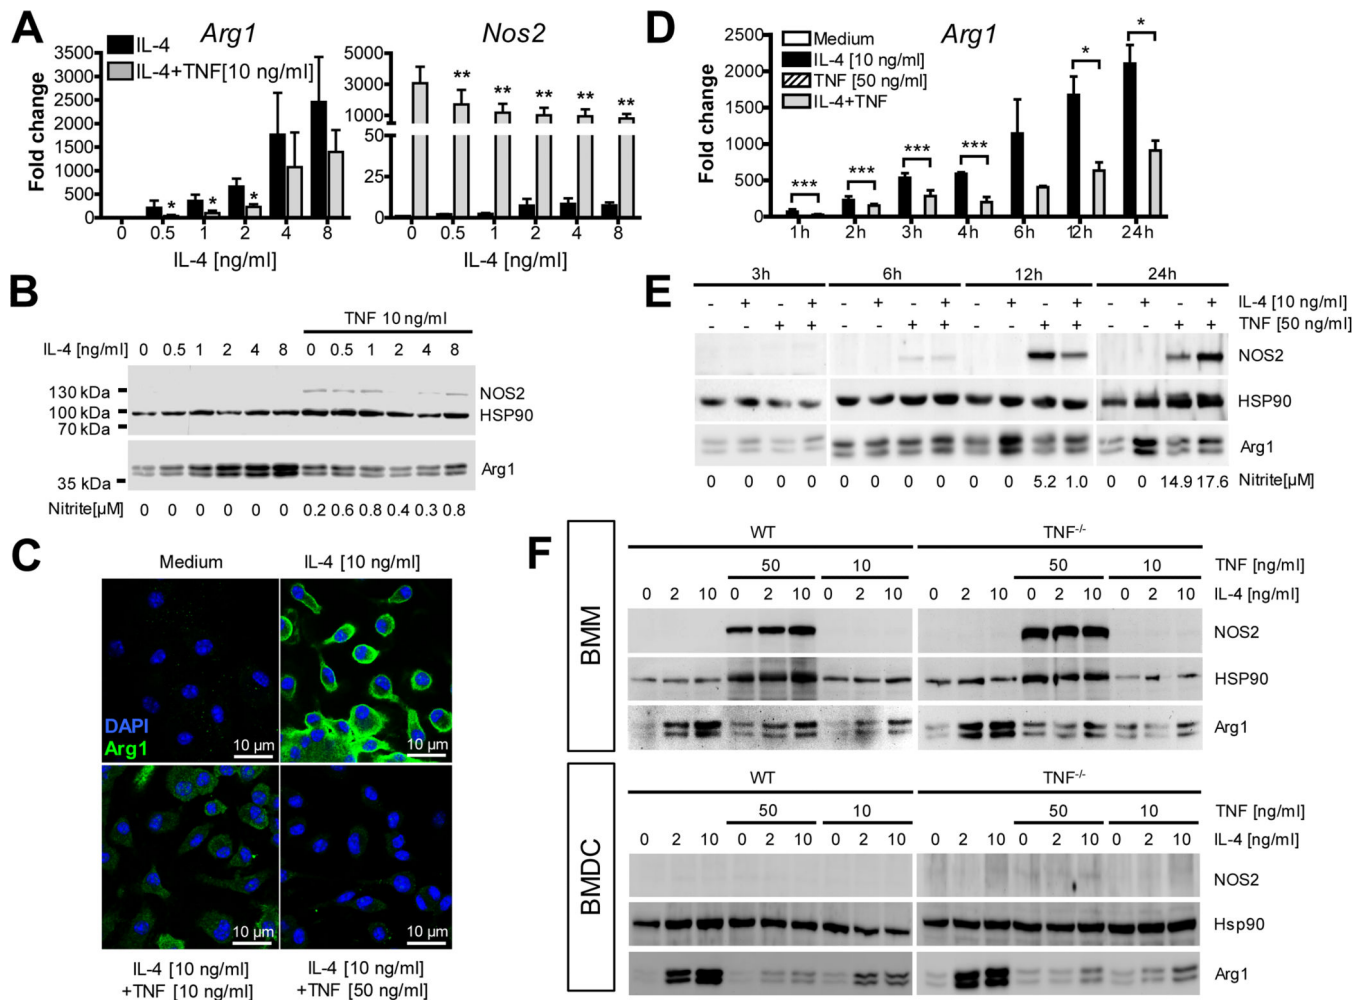 A
Arg1
Nos2
IL-4
IL-4+TNF[10 ng/ml]
Fold change
3500
3000
2500
2000
1500
1000
500
0
0 0.5 1 2 4 8
IL-4 [ng/ml]
5000
3000
1000
50
25
0
** ** ** ** **
* * *
0 0.5 1 2 4 8
IL-4 [ng/ml]
D
Arg1
Medium
IL-4 [10 ng/ml]
TNF [50 ng/ml]
IL-4+TNF
Fold change
2500
2000
1500
1000
500
0
*** *** *** *** * *
1h 2h 3h 4h 6h 12h 24h
B
TNF 10 ng/ml
IL-4 [ng/ml] 0 0.5 1 2 4 8 0 0.5 1 2 4 8
130 kDa
100 kDa
70 kDa
35 kDa
NOS2
HSP90
Arg1
Nitrite[µM] 0 0 0 0 0 0 0.2 0.6 0.8 0.4 0.3 0.8
E
3h 6h 12h 24h
- + - + - + - + - + - + - + - + IL-4 [10 ng/ml]
- - + + - - + + - - + + - - + + TNF [50 ng/ml]
NOS2
HSP90
Arg1
0 0 0 0 0 0 0 0 0 0 5.2 1.0 0 0 14.9 17.6 Nitrite[µM]
C
Medium
IL-4 [10 ng/ml]
DAPI
Arg1
10 µm
10 µm
10 µm
10 µm
IL-4 [10 ng/ml]
+TNF [10 ng/ml]
IL-4 [10 ng/ml]
+TNF [50 ng/ml]
F
BMM
WT TNF-/-
50 10 50 10 TNF [ng/ml]
0 2 10 0 2 10 0 2 10 0 2 10 0 2 10 0 2 10 IL-4 [ng/ml]
NOS2
HSP90
Arg1
BMDC
WT TNF-/-
50 10 50 10 TNF [ng/ml]
0 2 10 0 2 10 0 2 10 0 2 10 0 2 10 0 2 10 IL-4 [ng/ml]
NOS2
Hsp90
Arg1